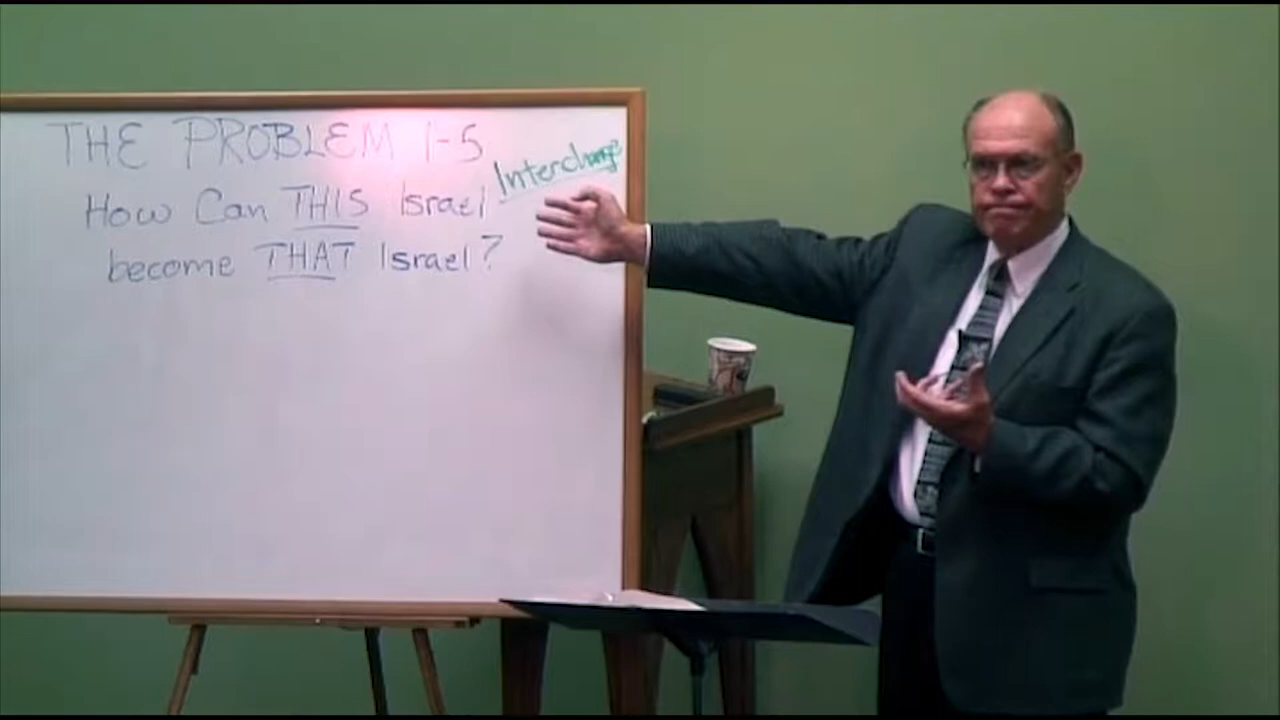 THE PROBLEM 1-5
Interchange
How Can THIS Israel
become THAT Israel?